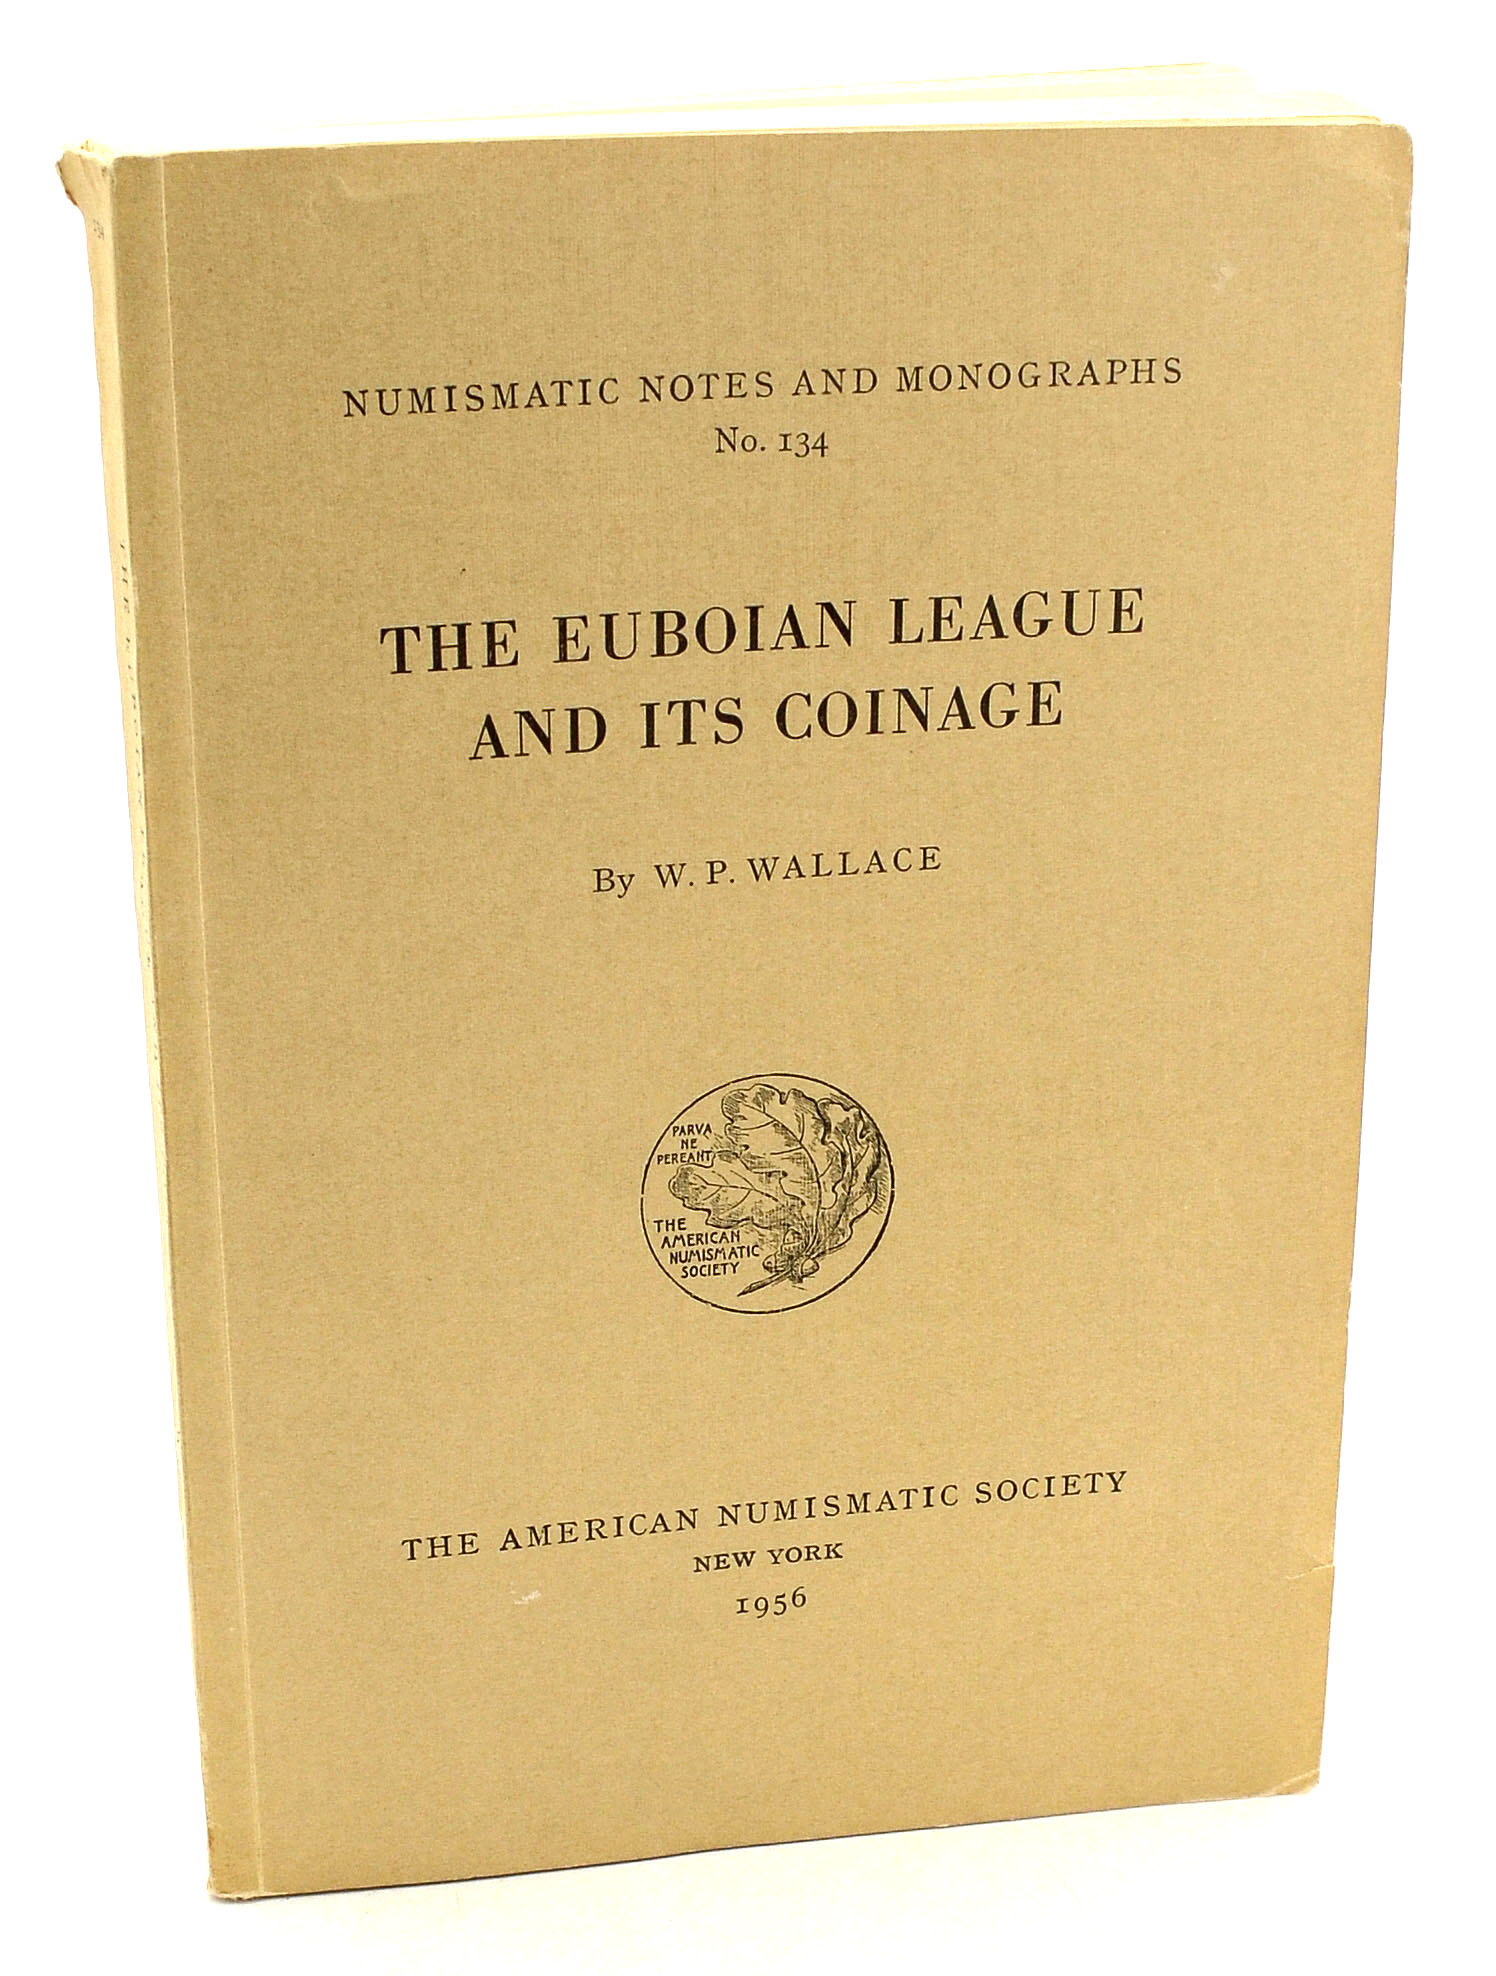 NUMISMATIC NOTES AND MONOGRAPHS
No. 134
THE EUBOIAN LEAGUE
AND ITS COINAGE
By W. P. WALLACE
PARVA
NE
PEREANT
THE
AMERICAN
NUMISMATIC
SOCIETY
THE AMERICAN NUMISMATIC SOCIETY
NEW YORK
1956